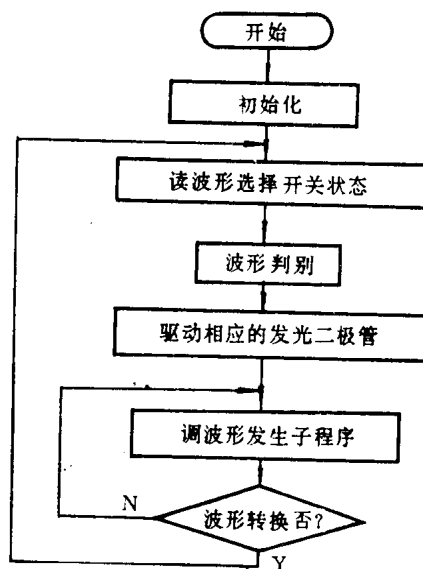 开始
初始化
读波形选择开关状态
波形判别
驱动相应的发光二极管
调波形发生子程序
N
波形转换否?
Y